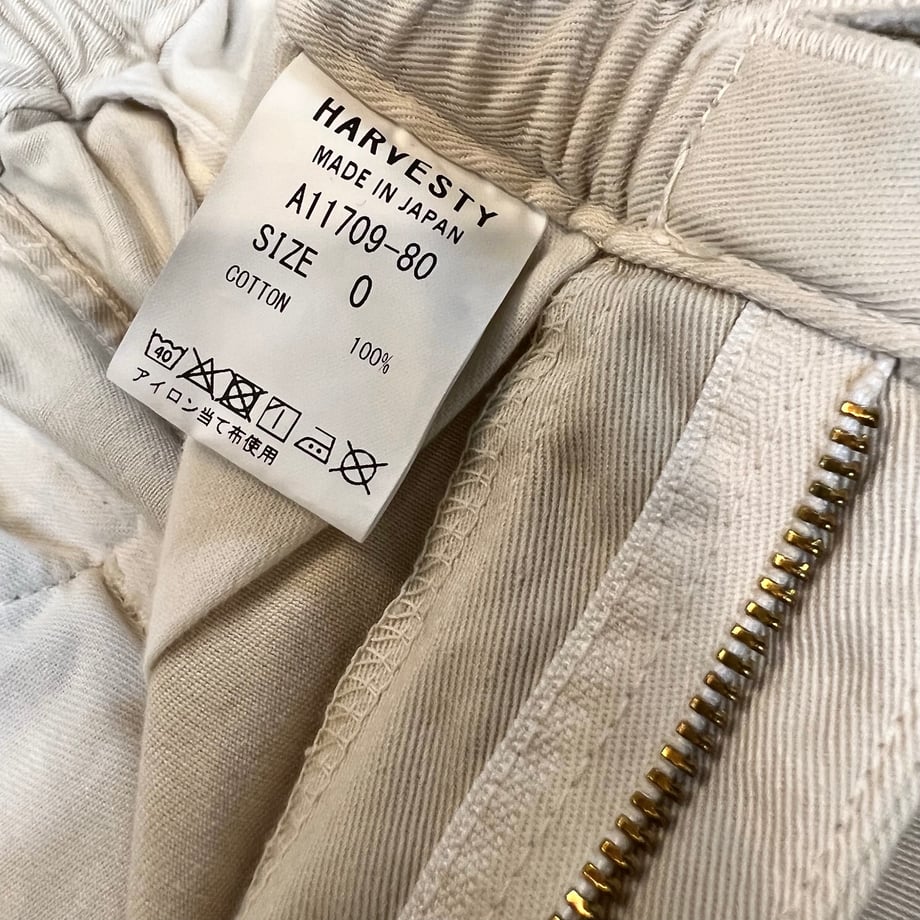 HARVESTY
MADE IN JAPAN
A11709-80
SIZE 0
COTTON 100%
40
アイロン当て布使用